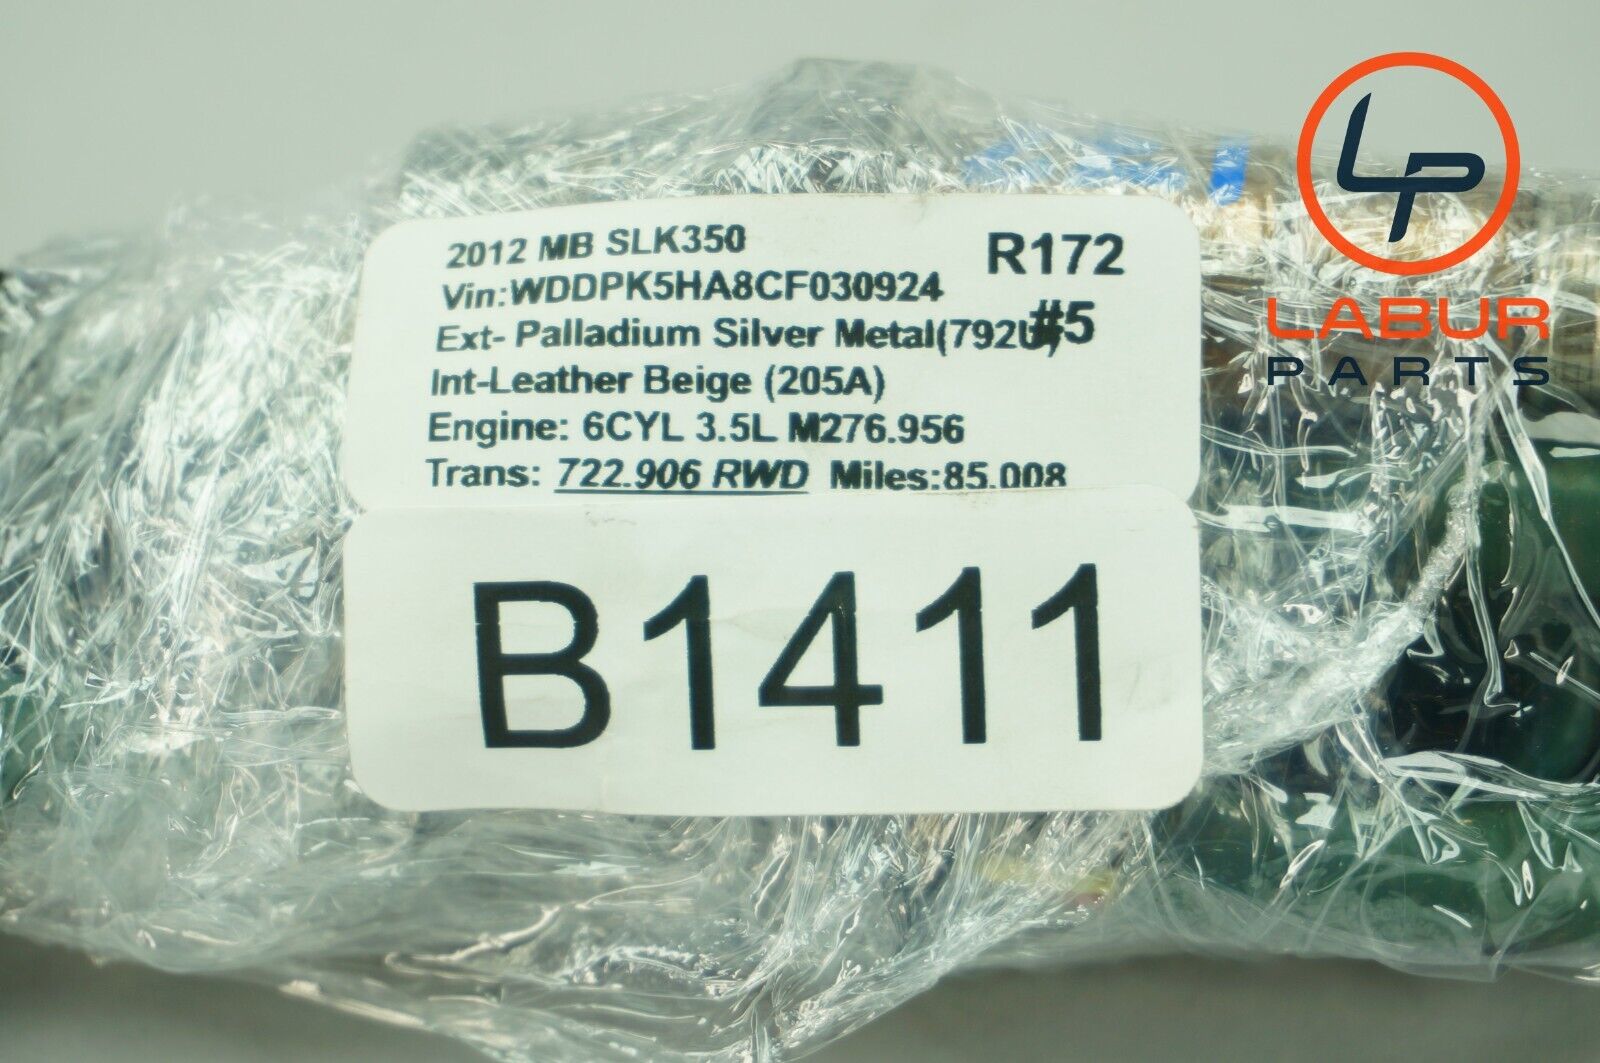 2012 MB SLK350 R172
Vin:WDDPK5HA8CF030924
Ext- Palladium Silver Metal(792U) #5
Int-Leather Beige (205A)
Engine: 6CYL 3.5L M276.956
Trans: 722.906 RWD Miles:85.008
B1411
LP
LABUR
PARTS